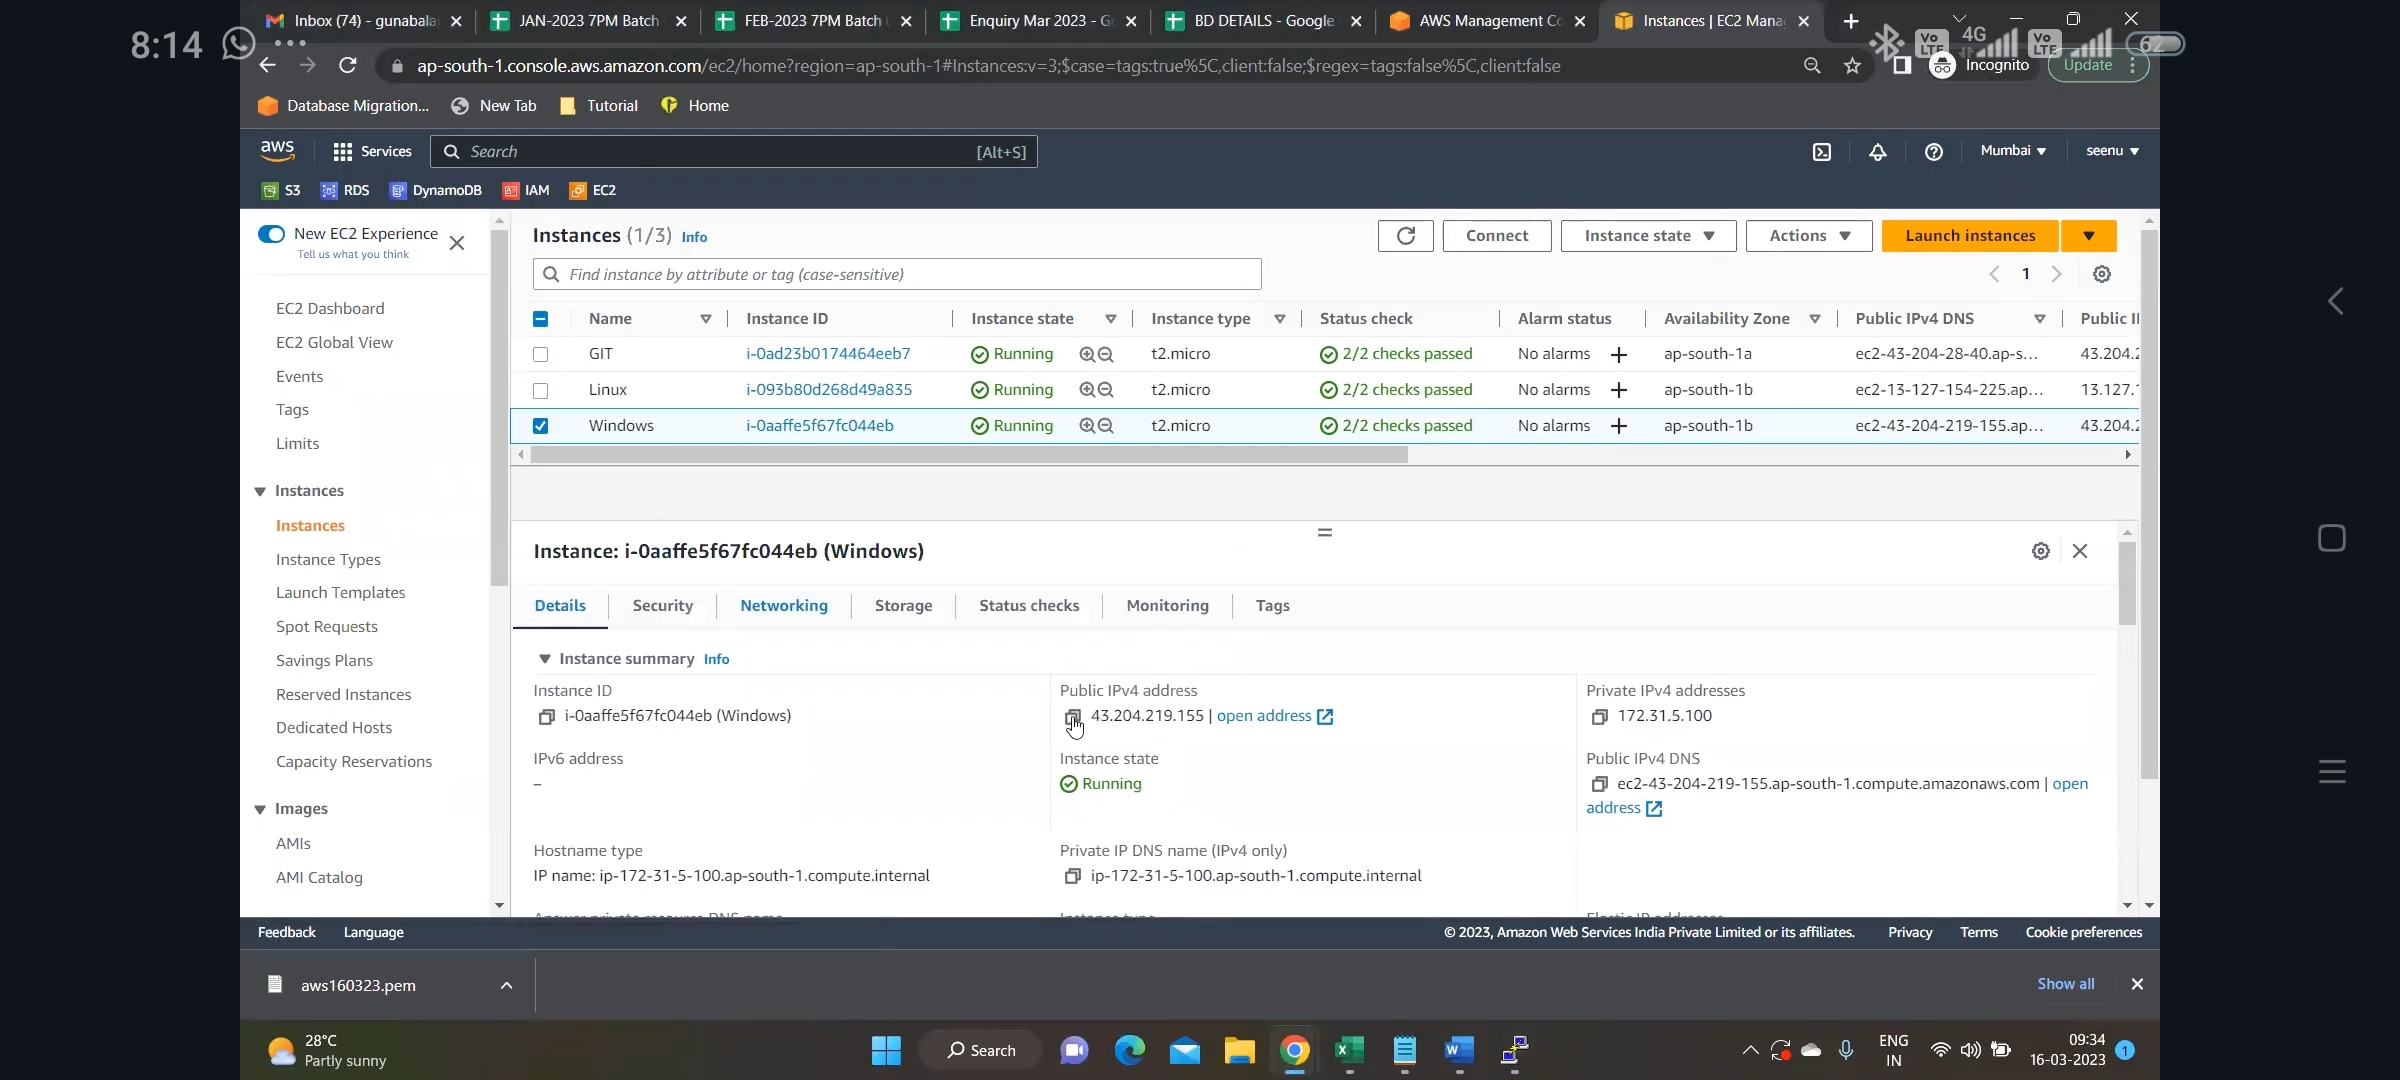 8:14
Vo LTE
4G
Vo LTE
62
Inbox (74) - gunabala
JAN-2023 7PM Batch
FEB-2023 7PM Batch
Enquiry Mar 2023 - G
BD DETAILS - Google
AWS Management Co
Instances | EC2 Mana
ap-south-1.console.aws.amazon.com/ec2/home?region=ap-south-1#Instances:v=3;$case=tags:true%5C,client:false;$regex=tags:false%5C,client:false
Incognito
Update
Database Migration...
New Tab
Tutorial
Home
aws
Services
Search
[Alt+S]
Mumbai
seenu
S3
RDS
DynamoDB
IAM
EC2
New EC2 Experience
Tell us what you think
EC2 Dashboard
EC2 Global View
Events
Tags
Limits
Instances
Instances
Instance Types
Launch Templates
Spot Requests
Savings Plans
Reserved Instances
Dedicated Hosts
Capacity Reservations
Images
AMIs
AMI Catalog
Instances (1/3) Info
Connect
Instance state
Actions
Launch instances
Find instance by attribute or tag (case-sensitive)
1
Name Instance ID Instance state Instance type Status check Alarm status Availability Zone Public IPv4 DNS Public
GIT i-0ad23b0174464eeb7 Running t2.micro 2/2 checks passed No alarms + ap-south-1a ec2-43-204-28-40.ap-s... 43.204.2
Linux i-093b80d268d49a835 Running t2.micro 2/2 checks passed No alarms + ap-south-1b ec2-13-127-154-225.ap... 13.127.
Windows i-0aaffe5f67fc044eb Running t2.micro 2/2 checks passed No alarms + ap-south-1b ec2-43-204-219-155.ap... 43.204.2
Instance: i-0aaffe5f67fc044eb (Windows)
Details
Security
Networking
Storage
Status checks
Monitoring
Tags
Instance summary Info
Instance ID
i-0aaffe5f67fc044eb (Windows)
Public IPv4 address
43.204.219.155 | open address
Private IPv4 addresses
172.31.5.100
IPv6 address
–
Instance state
Running
Public IPv4 DNS
ec2-43-204-219-155.ap-south-1.compute.amazonaws.com | open
address
Hostname type
IP name: ip-172-31-5-100.ap-south-1.compute.internal
Private IP DNS name (IPv4 only)
ip-172-31-5-100.ap-south-1.compute.internal
Feedback
Language
© 2023, Amazon Web Services India Private Limited or its affiliates.
Privacy
Terms
Cookie preferences
aws160323.pem
Show all
28°C
Partly sunny
Search
ENG
IN
09:34
16-03-2023
1